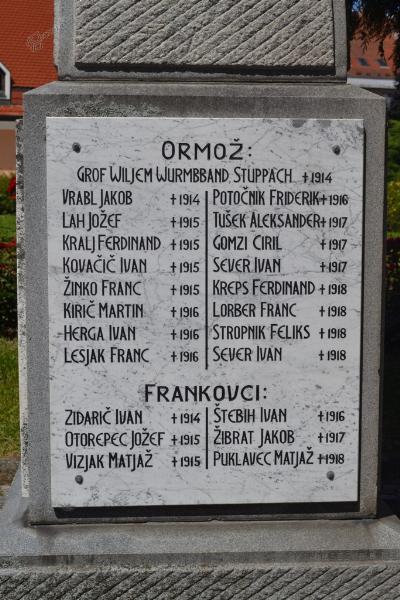 ORMOŽ:
GROF WILJEM WURMBBAND, STUPPACH, +1914
VRABL JAKOB +1914
LAH JOŽEF +1915
KRALJ FERDINAND +1915
KOVAČIČ IVAN +1915
ŽINKO FRANC +1915
KIRIČ MARTIN +1916
HERGA IVAN +1916
LESJAK FRANC +1916
POTOČNIK FRIDERIK +1916
TUŠEK ALEKSANDER +1917
GOMZI CIRIL +1917
SEVER IVAN +1917
KREPS FERDINAND +1918
LORBER FRANC +1918
STROPNIK FELIKS +1918
SEVER IVAN +1918
FRANKOVCI:
ZIDARIČ IVAN +1914
OTOREPEC JOŽEF +1915
VIZJAK MATJAŽ +1915
ŠTEBIH IVAN +1916
ŽIBRAT JAKOB +1917
PUKLAVEC MATJAŽ +1918